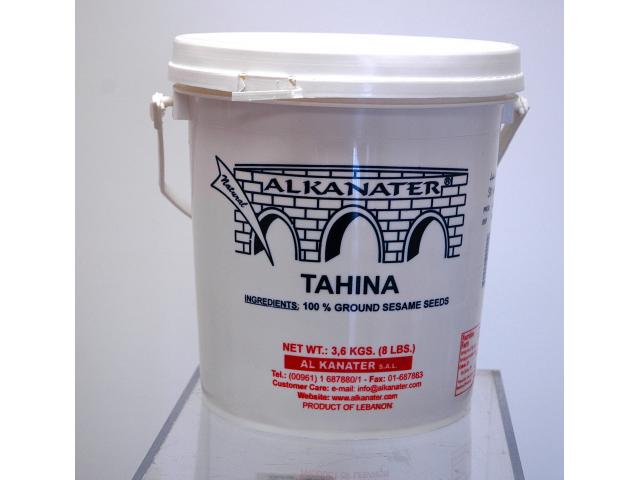 Natural
ALKANATER®
TAHINA
INGREDIENTS: 100 % GROUND SESAME SEEDS
NET WT.: 3,6 KGS. (8 LBS.)
AL KANATER S.A.L.
Tel.: (00961) 1 687880/1 - Fax: 01-687883
Customer Care: e-mail: info@alkanater.com
Website: www.alkanater.com
PRODUCT OF LEBANON